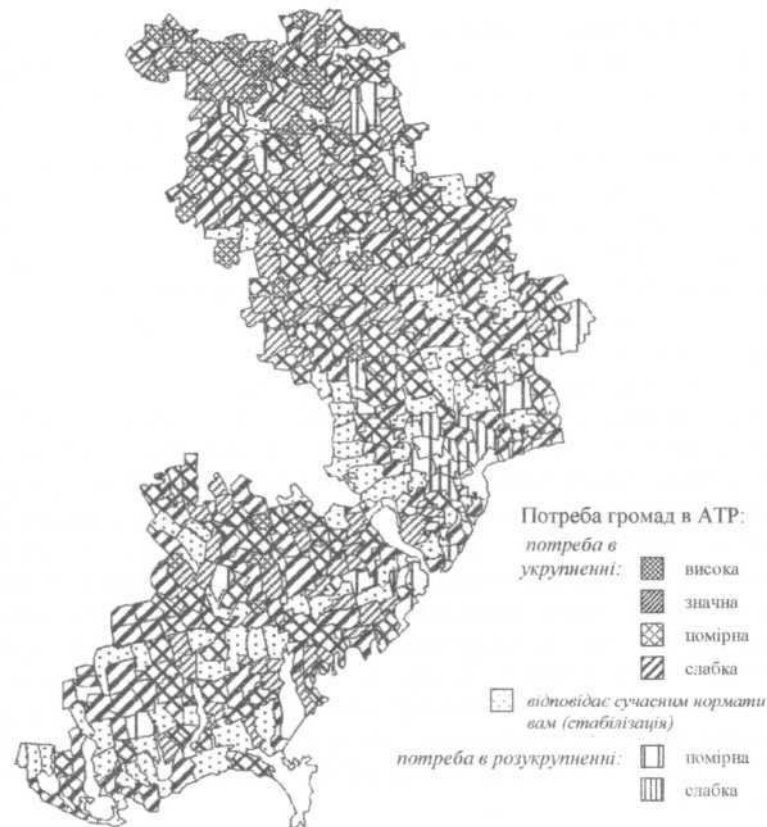 Потреба громад в АТР:
потреба в
укрупненні:
висока
значна
помірна
слабка
відповідає сучасним нормати
вам (стабілізація)
потреба в розукрупненні:
помірна
слабка